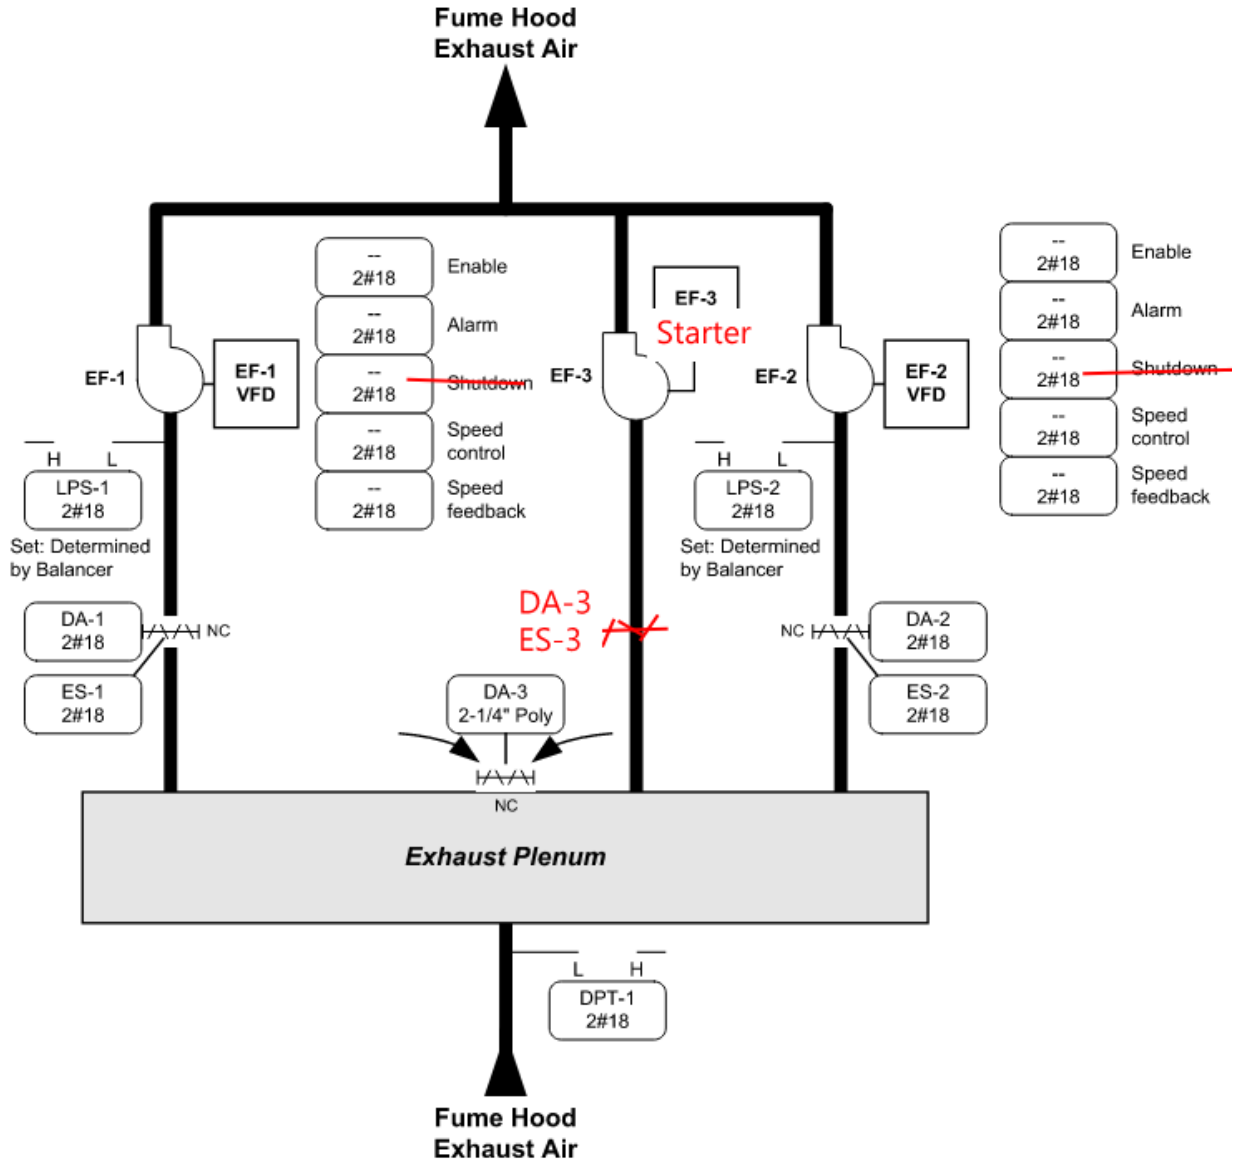 Fume Hood
Exhaust Air
--
2#18
Enable
--
2#18
Alarm
--
2#18
Shutdown
--
2#18
Speed
control
--
2#18
Speed
feedback
EF-1
EF-1
VFD
H L
LPS-1
2#18
Set: Determined
by Balancer
DA-1
2#18
NC
ES-1
2#18
EF-3
Starter
EF-3
DA-3
ES-3
DA-3
2-1/4" Poly
NC
EF-2
EF-2
VFD
H L
LPS-2
2#18
Set: Determined
by Balancer
NC
DA-2
2#18
ES-2
2#18
--
2#18
Enable
--
2#18
Alarm
--
2#18
Shutdown
--
2#18
Speed
control
--
2#18
Speed
feedback
Exhaust Plenum
L H
DPT-1
2#18
Fume Hood
Exhaust Air